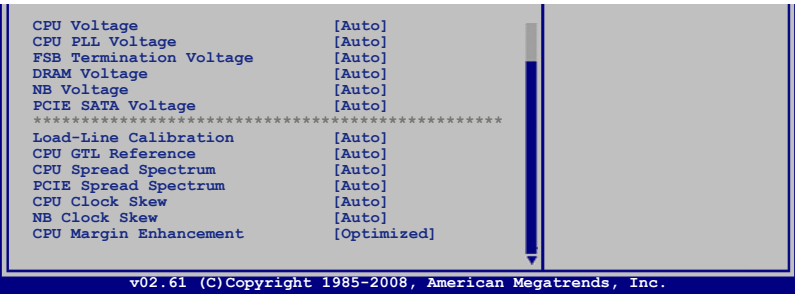 CPU Voltage [Auto]
CPU PLL Voltage [Auto]
FSB Termination Voltage [Auto]
DRAM Voltage [Auto]
NB Voltage [Auto]
PCIE SATA Voltage [Auto]
*************************************************
Load-Line Calibration [Auto]
CPU GTL Reference [Auto]
CPU Spread Spectrum [Auto]
PCIE Spread Spectrum [Auto]
CPU Clock Skew [Auto]
NB Clock Skew [Auto]
CPU Margin Enhancement [Optimized]
v02.61 (C)Copyright 1985-2008, American Megatrends, Inc.